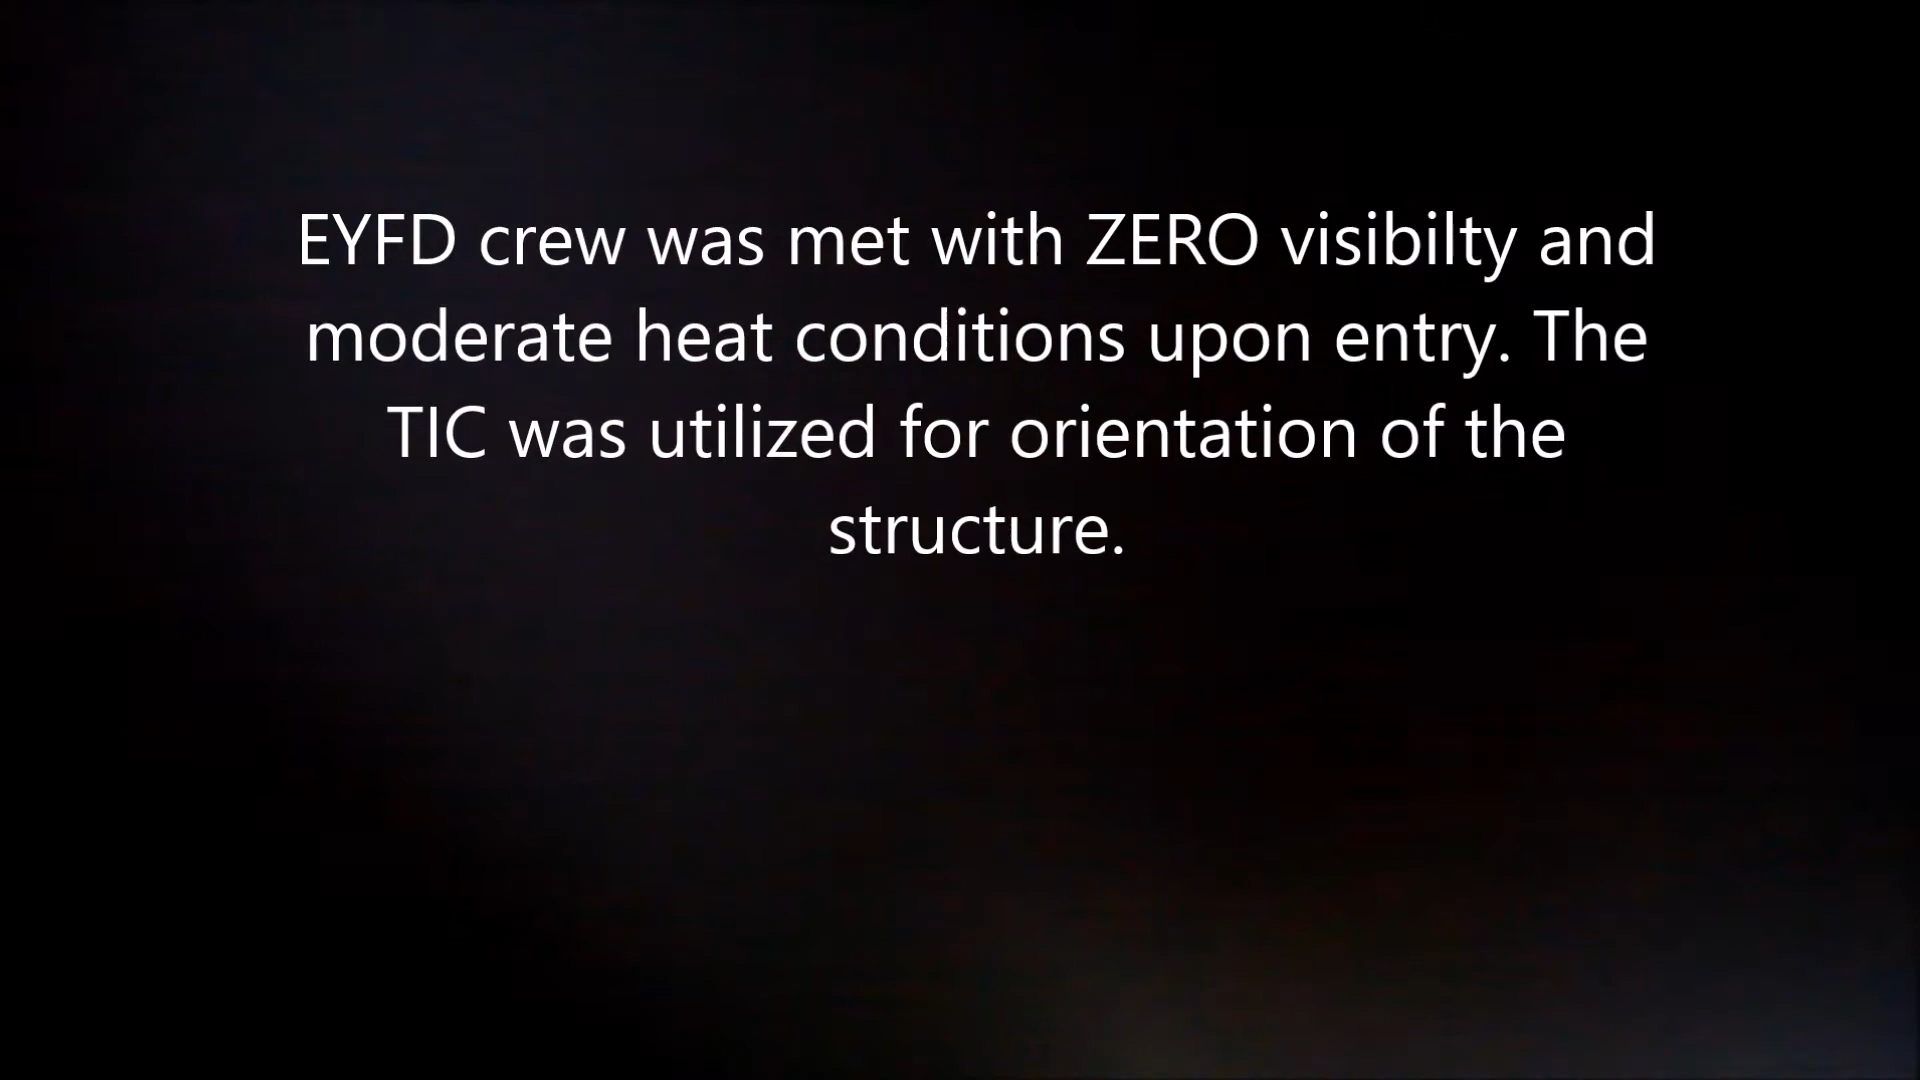 EYFD crew was met with ZERO visibilty and
moderate heat conditions upon entry. The
TIC was utilized for orientation of the
structure.